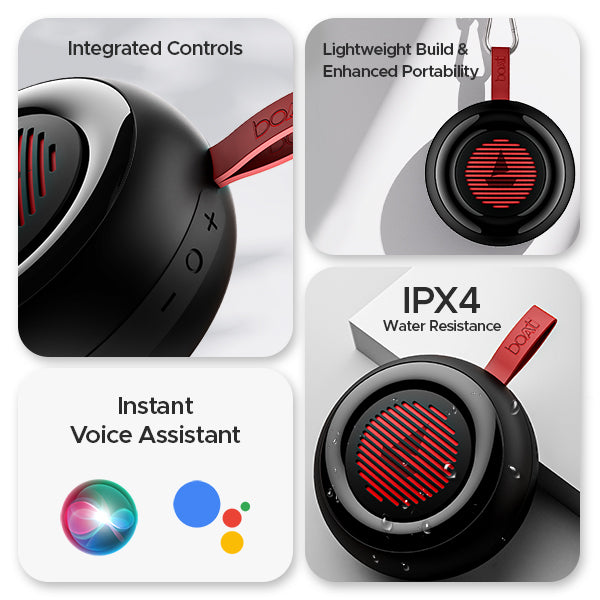 Integrated Controls
boAt
Lightweight Build &
Enhanced Portability
boAt
IPX4
Water Resistance
boAt
Instant
Voice Assistant